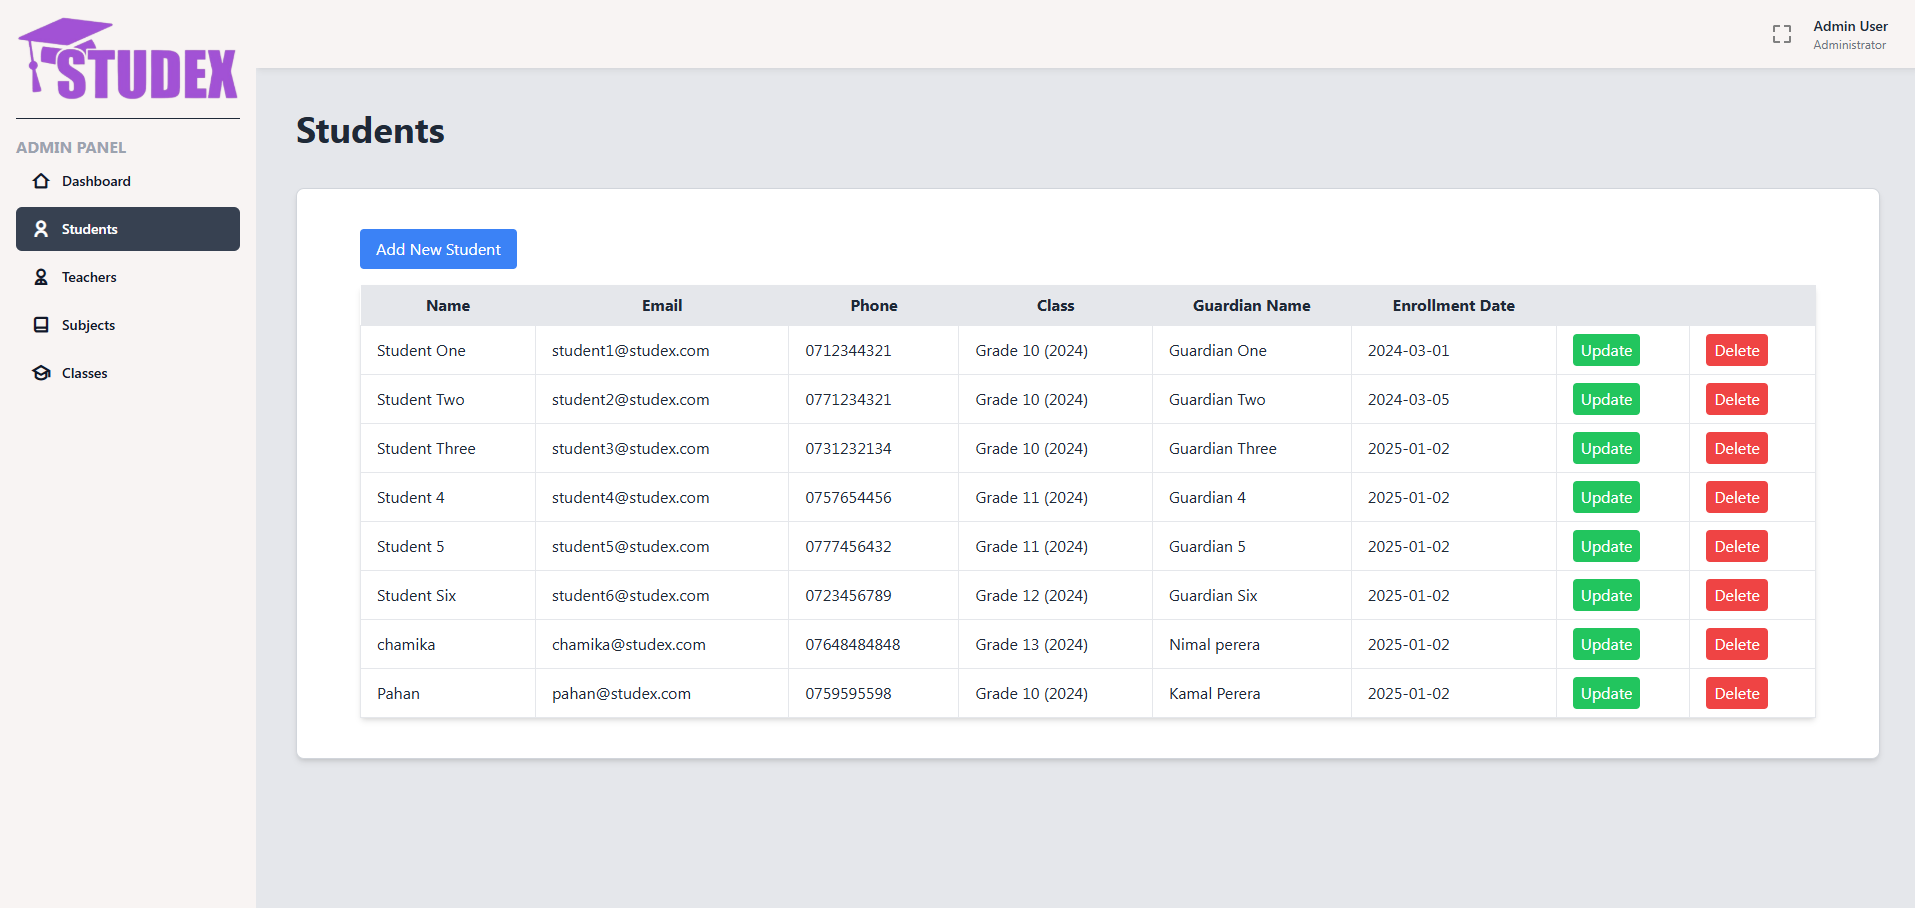 STUDEX
Admin User
Administrator
ADMIN PANEL
Dashboard
Students
Teachers
Subjects
Classes
Students
Add New Student
Name Email Phone Class Guardian Name Enrollment Date
Student One student1@studex.com 0712344321 Grade 10 (2024) Guardian One 2024-03-01 Update Delete
Student Two student2@studex.com 0771234321 Grade 10 (2024) Guardian Two 2024-03-05 Update Delete
Student Three student3@studex.com 0731232134 Grade 10 (2024) Guardian Three 2025-01-02 Update Delete
Student 4 student4@studex.com 0757654456 Grade 11 (2024) Guardian 4 2025-01-02 Update Delete
Student 5 student5@studex.com 0777456432 Grade 11 (2024) Guardian 5 2025-01-02 Update Delete
Student Six student6@studex.com 0723456789 Grade 12 (2024) Guardian Six 2025-01-02 Update Delete
chamika chamika@studex.com 07648484848 Grade 13 (2024) Nimal perera 2025-01-02 Update Delete
Pahan pahan@studex.com 0759595598 Grade 10 (2024) Kamal Perera 2025-01-02 Update Delete